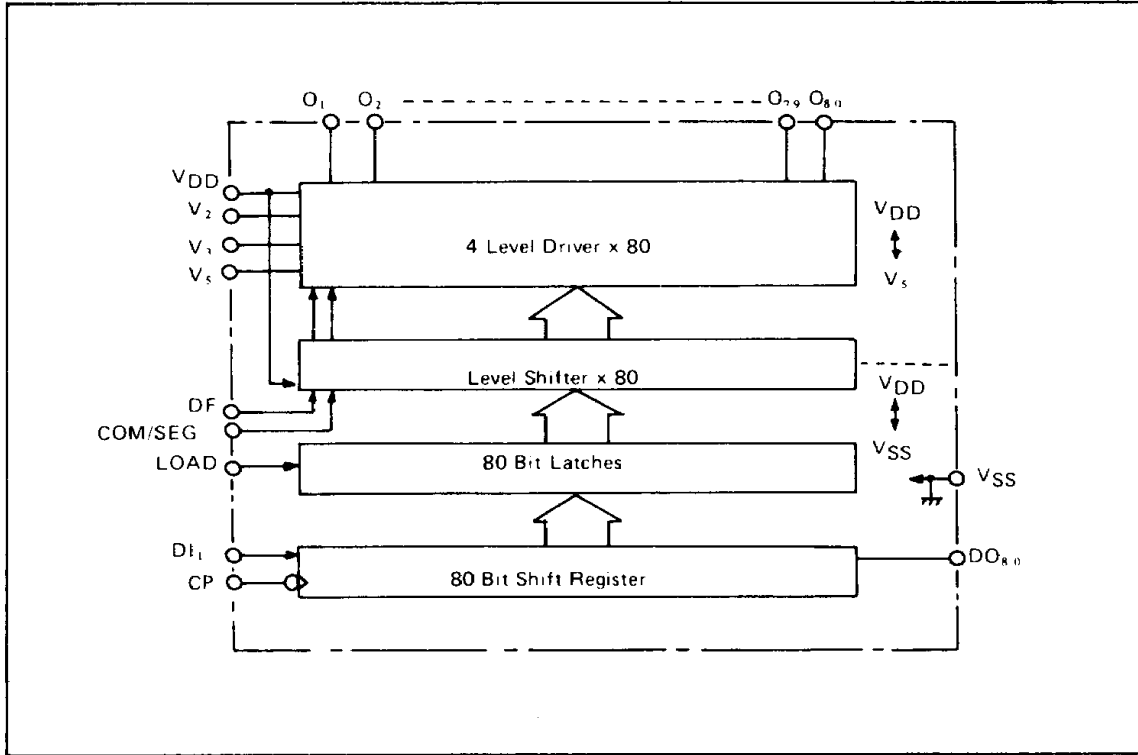 O₁ O₂ O₇₉ O₈₀
VDD
V₂
V₃
V₅
4 Level Driver x 80
VDD
V₅
Level Shifter x 80
VDD
VSS
DF
COM/SEG
LOAD
80 Bit Latches
VSS
DI₁
CP
80 Bit Shift Register
DO₈₀